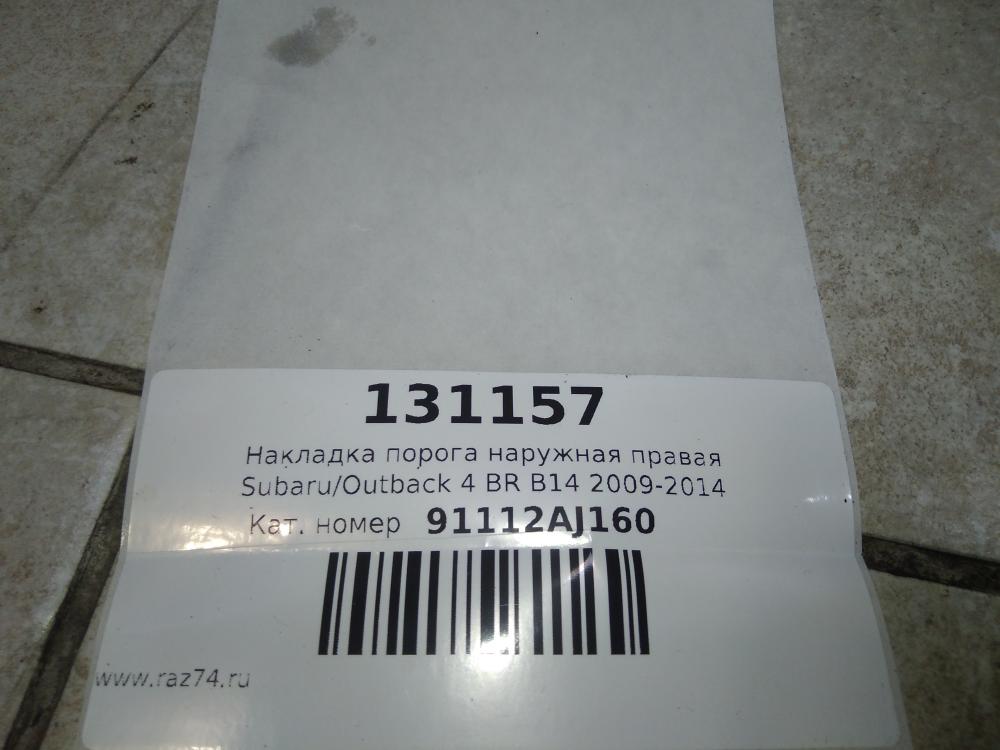 131157
Накладка порога наружная правая
Subaru/Outback 4 BR B14 2009-2014
Кат. номер 91112AJ160
www.raz74.ru